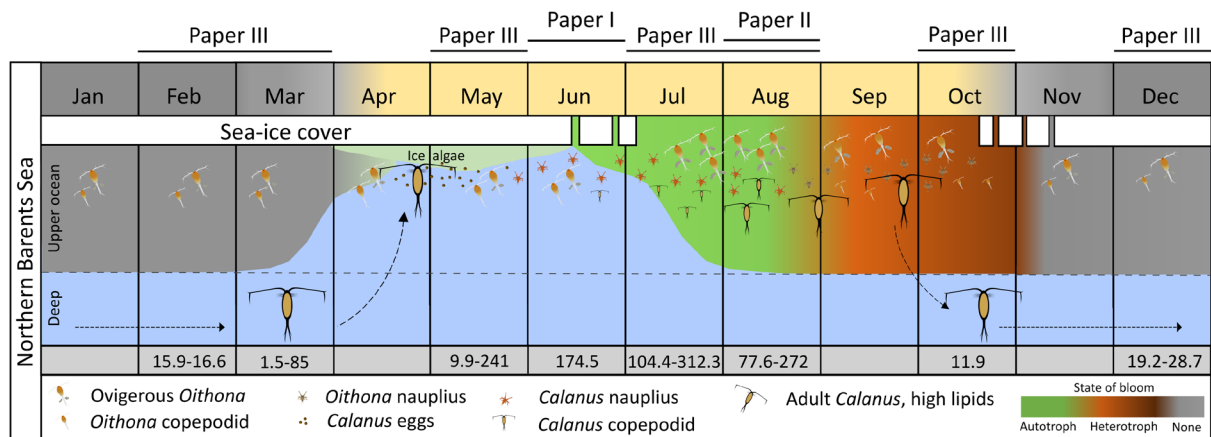 Paper I
Paper II
Paper III
Paper III
Paper III
Paper III
Paper III
Jan Feb Mar Apr May Jun Jul Aug Sep Oct Nov Dec
Sea-ice cover
Ice algae
Northern Barents Sea
Upper ocean
Deep
15.9-16.6 1.5-85 9.9-241 174.5 104.4-312.3 77.6-272 11.9 19.2-28.7
Ovigerous Oithona
Oithona nauplius
Calanus nauplius
Adult Calanus, high lipids
Oithona copepodid
Calanus eggs
Calanus copepodid
State of bloom
Autotroph Heterotroph None